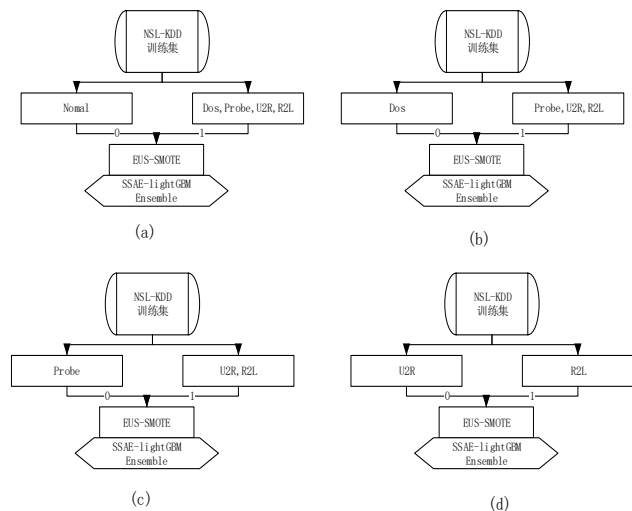 NSL-KDD
训练集
Nomal
Dos,Probe,U2R,R2L
0
1
EUS-SMOTE
SSAE-lightGBM
Ensemble
(a)
NSL-KDD
训练集
Dos
Probe,U2R,R2L
0
1
EUS-SMOTE
SSAE-lightGBM
Ensemble
(b)
NSL-KDD
训练集
Probe
U2R,R2L
0
1
EUS-SMOTE
SSAE-lightGBM
Ensemble
(c)
NSL-KDD
训练集
U2R
R2L
0
1
EUS-SMOTE
SSAE-lightGBM
Ensemble
(d)